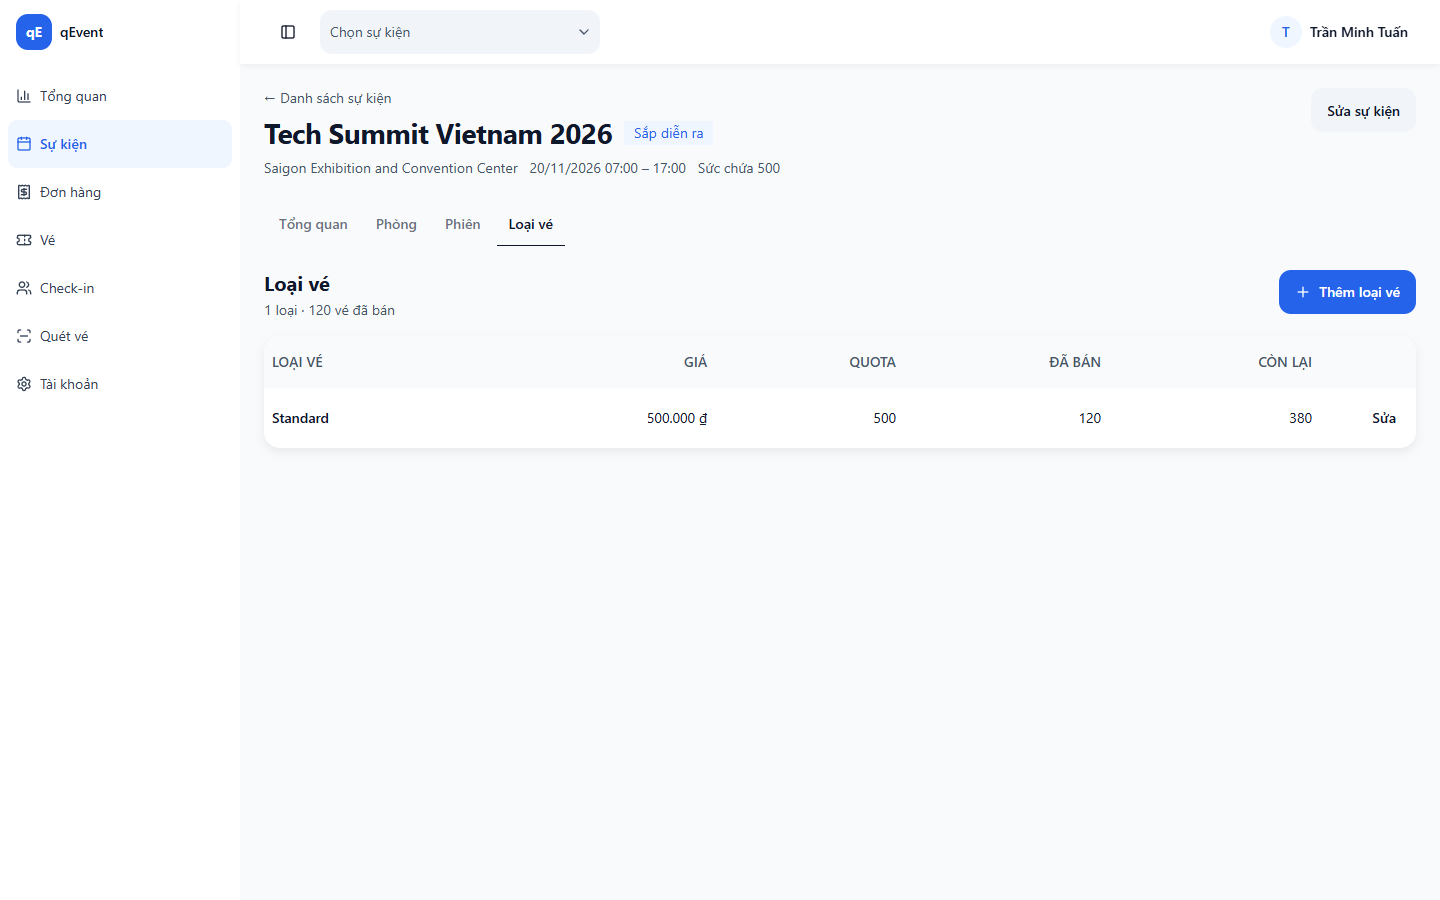 qE qEvent
Chọn sự kiện
T Trần Minh Tuấn
Tổng quan
Sự kiện
Đơn hàng
Vé
Check-in
Quét vé
Tài khoản
← Danh sách sự kiện
Sửa sự kiện
Tech Summit Vietnam 2026 Sắp diễn ra
Saigon Exhibition and Convention Center 20/11/2026 07:00 – 17:00 Sức chứa 500
Tổng quan Phòng Phiên Loại vé
Loại vé
1 loại · 120 vé đã bán
Thêm loại vé
LOẠI VÉ GIÁ QUOTA ĐÃ BÁN CÒN LẠI
Standard 500.000 ₫ 500 120 380 Sửa